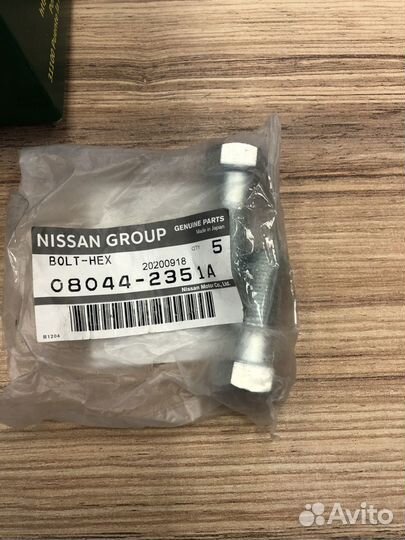 NISSAN GROUP
GENUINE PARTS
Made in Japan
BOLT-HEX
20200918
QTY 5
08044-2351A
Nissan Motor Co., Ltd.
R1204
Avito